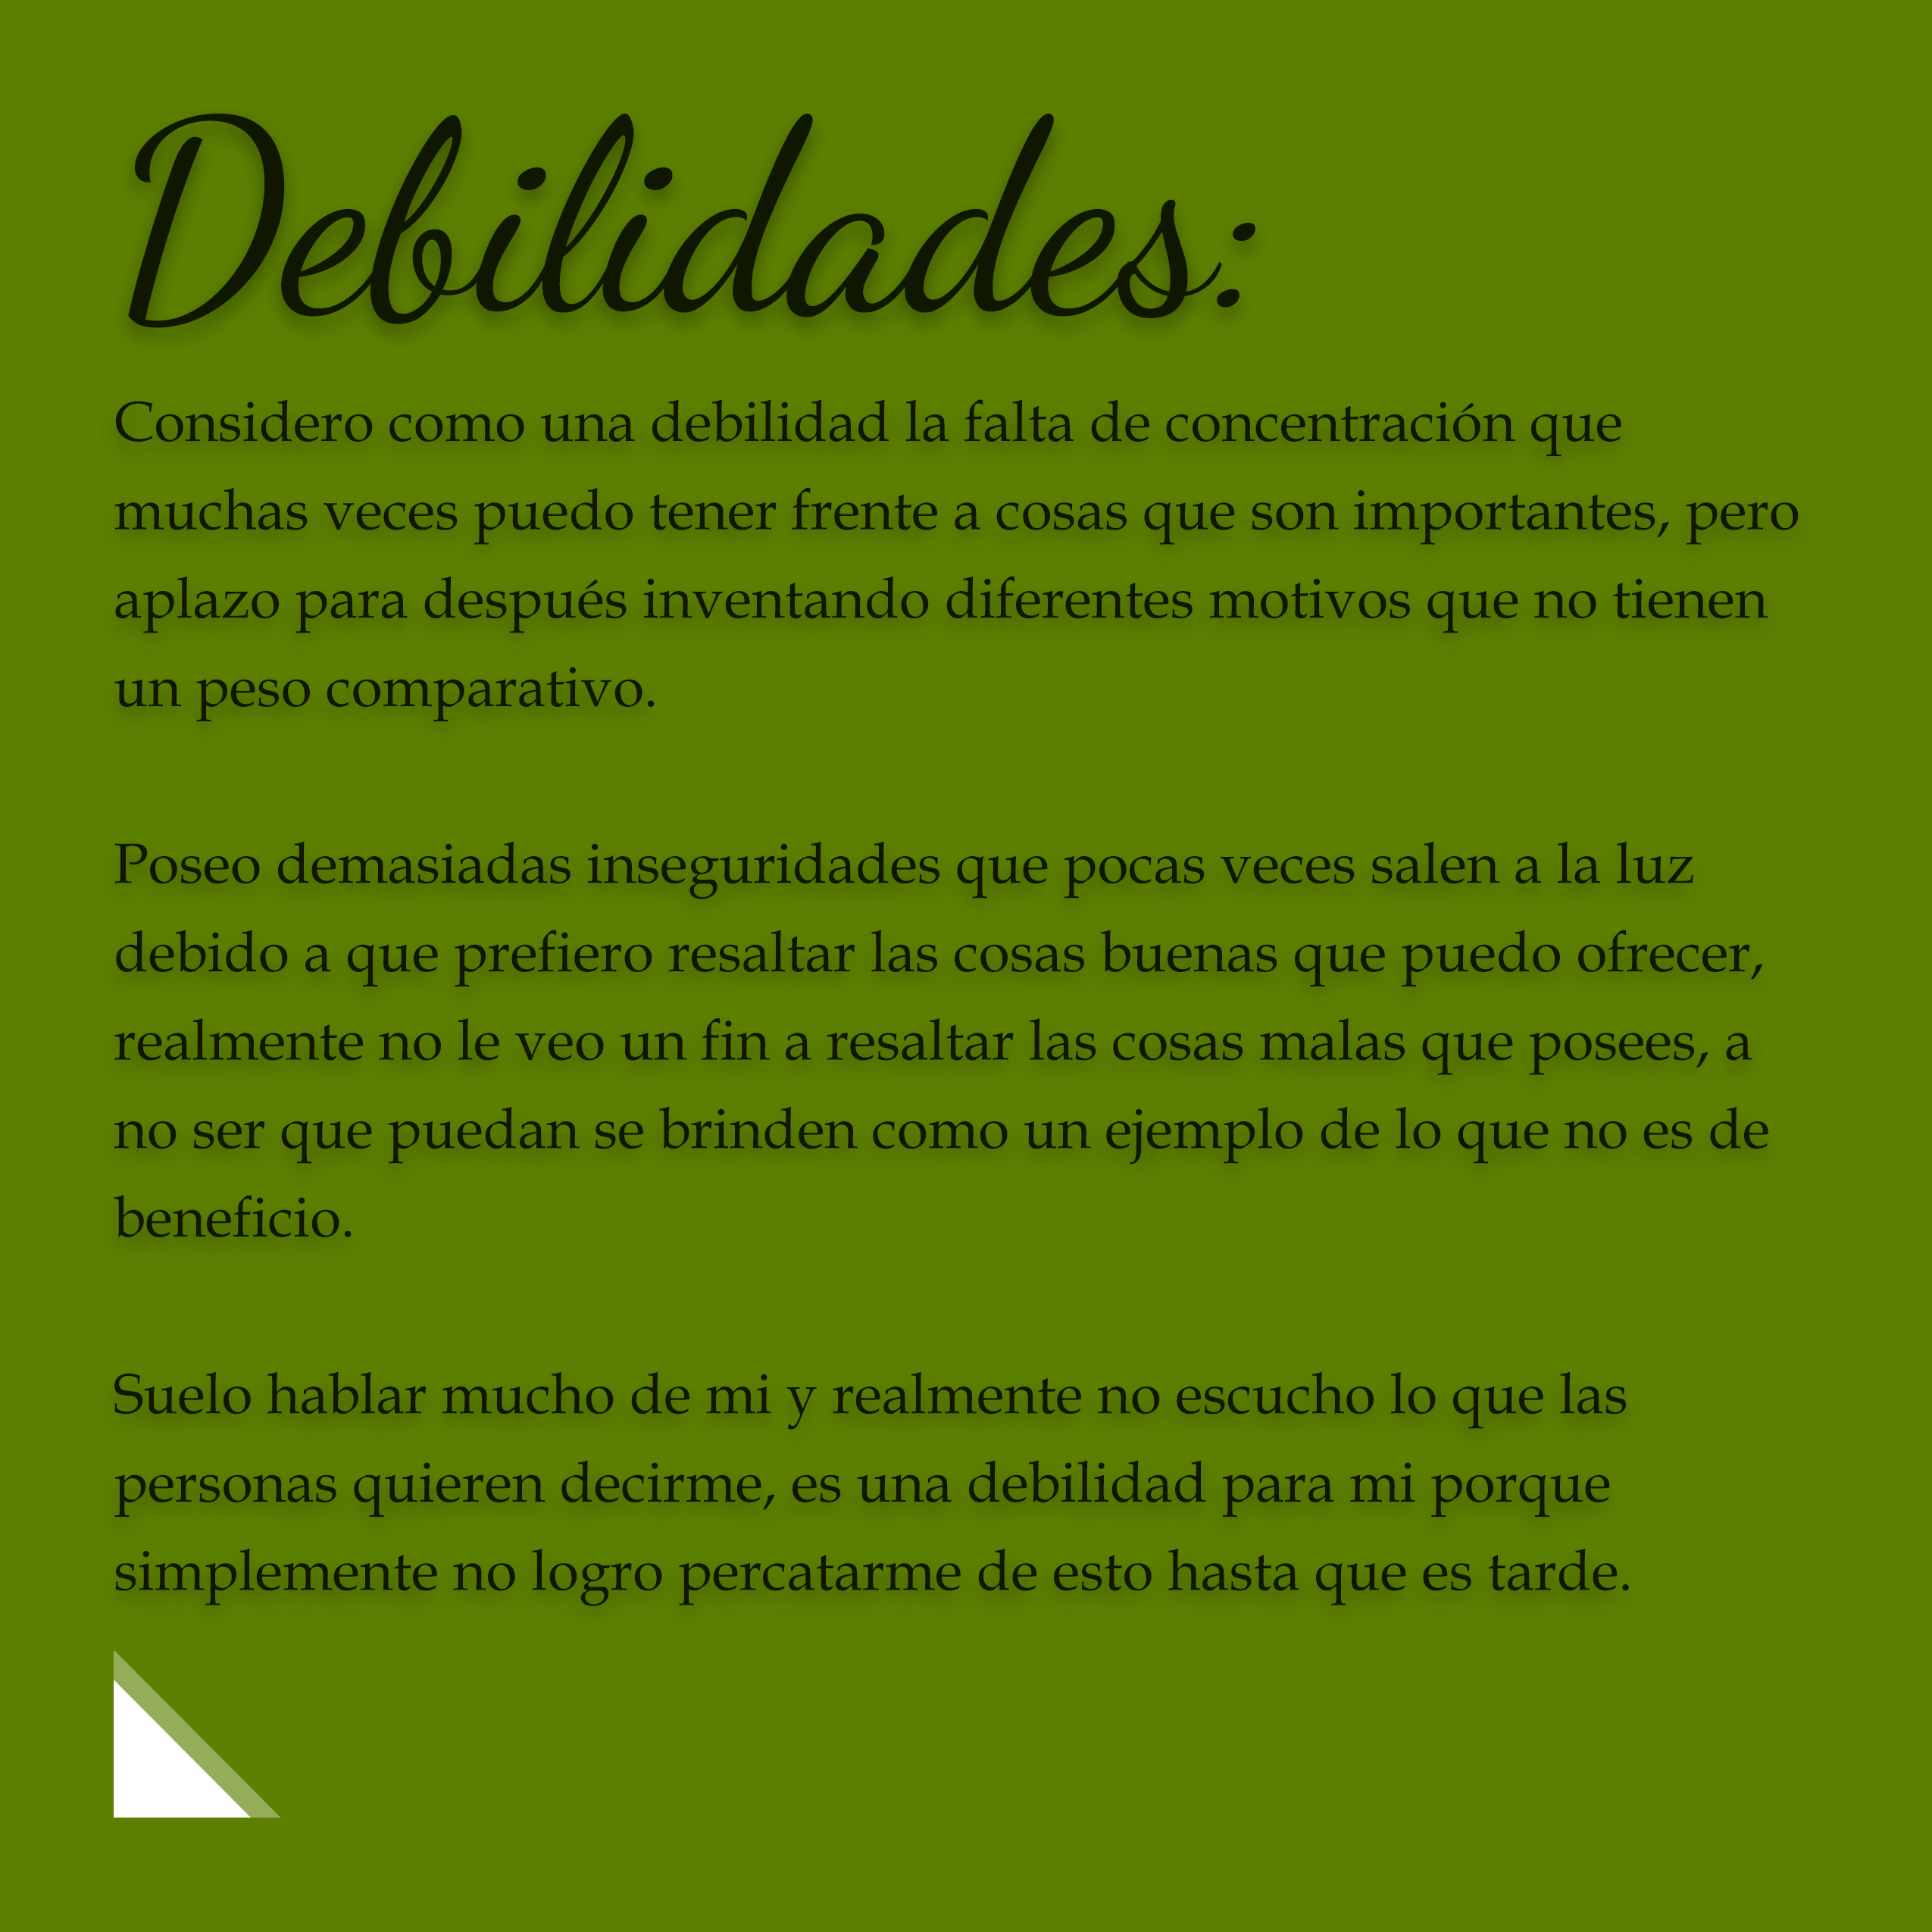 Debilidades:
Considero como una debilidad la falta de concentración que
muchas veces puedo tener frente a cosas que son importantes, pero
aplazo para después inventando diferentes motivos que no tienen
un peso comparativo.
Poseo demasiadas inseguridades que pocas veces salen a la luz
debido a que prefiero resaltar las cosas buenas que puedo ofrecer,
realmente no le veo un fin a resaltar las cosas malas que posees, a
no ser que puedan se brinden como un ejemplo de lo que no es de
beneficio.
Suelo hablar mucho de mi y realmente no escucho lo que las
personas quieren decirme, es una debilidad para mi porque
simplemente no logro percatarme de esto hasta que es tarde.